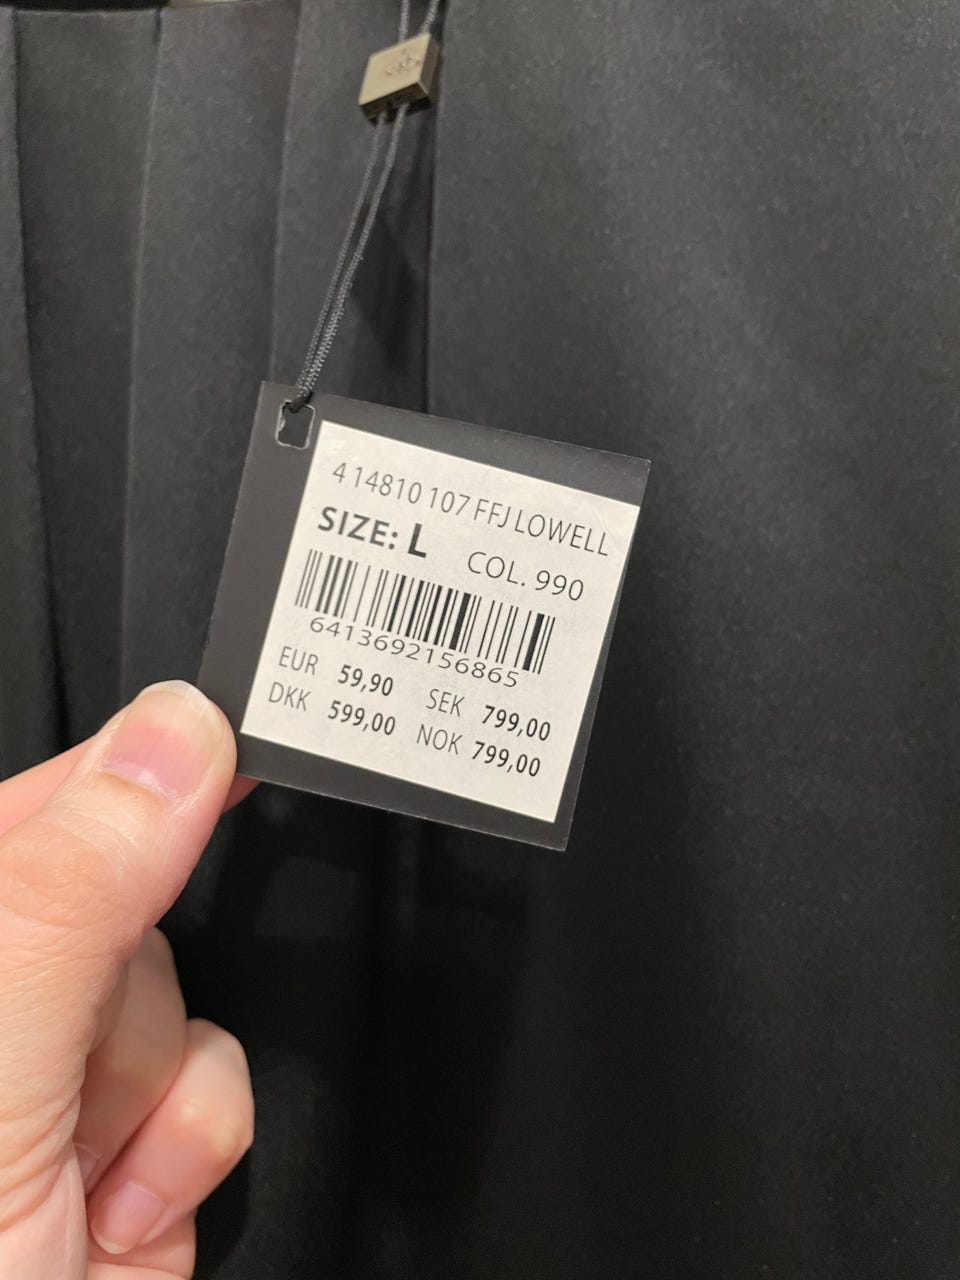 4 14810 107 FFJ LOWELL
SIZE: L COL. 990
6413692156865
EUR 59,90 SEK 799,00
DKK 599,00 NOK 799,00